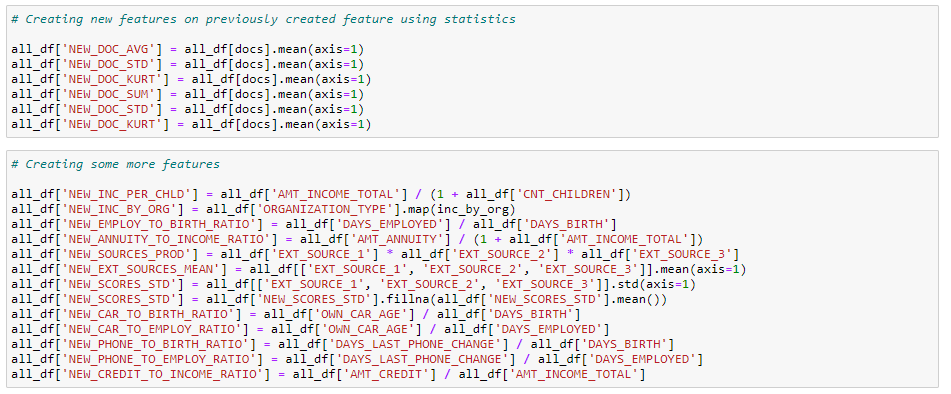 # Creating new features on previously created feature using statistics
all_df['NEW_DOC_AVG'] = all_df[docs].mean(axis=1)
all_df['NEW_DOC_STD'] = all_df[docs].mean(axis=1)
all_df['NEW_DOC_KURT'] = all_df[docs].mean(axis=1)
all_df['NEW_DOC_SUM'] = all_df[docs].mean(axis=1)
all_df['NEW_DOC_STD'] = all_df[docs].mean(axis=1)
all_df['NEW_DOC_KURT'] = all_df[docs].mean(axis=1)
# Creating some more features
all_df['NEW_INC_PER_CHLD'] = all_df['AMT_INCOME_TOTAL'] / (1 + all_df['CNT_CHILDREN'])
all_df['NEW_INC_BY_ORG'] = all_df['ORGANIZATION_TYPE'].map(inc_by_org)
all_df['NEW_EMPLOY_TO_BIRTH_RATIO'] = all_df['DAYS_EMPLOYED'] / all_df['DAYS_BIRTH']
all_df['NEW_ANNUITY_TO_INCOME_RATIO'] = all_df['AMT_ANNUITY'] / (1 + all_df['AMT_INCOME_TOTAL'])
all_df['NEW_SOURCES_PROD'] = all_df['EXT_SOURCE_1'] * all_df['EXT_SOURCE_2'] * all_df['EXT_SOURCE_3']
all_df['NEW_EXT_SOURCES_MEAN'] = all_df[['EXT_SOURCE_1', 'EXT_SOURCE_2', 'EXT_SOURCE_3']].mean(axis=1)
all_df['NEW_SCORES_STD'] = all_df[['EXT_SOURCE_1', 'EXT_SOURCE_2', 'EXT_SOURCE_3']].std(axis=1)
all_df['NEW_SCORES_STD'] = all_df['NEW_SCORES_STD'].fillna(all_df['NEW_SCORES_STD'].mean())
all_df['NEW_CAR_TO_BIRTH_RATIO'] = all_df['OWN_CAR_AGE'] / all_df['DAYS_BIRTH']
all_df['NEW_CAR_TO_EMPLOY_RATIO'] = all_df['OWN_CAR_AGE'] / all_df['DAYS_EMPLOYED']
all_df['NEW_PHONE_TO_BIRTH_RATIO'] = all_df['DAYS_LAST_PHONE_CHANGE'] / all_df['DAYS_BIRTH']
all_df['NEW_PHONE_TO_EMPLOY_RATIO'] = all_df['DAYS_LAST_PHONE_CHANGE'] / all_df['DAYS_EMPLOYED']
all_df['NEW_CREDIT_TO_INCOME_RATIO'] = all_df['AMT_CREDIT'] / all_df['AMT_INCOME_TOTAL']